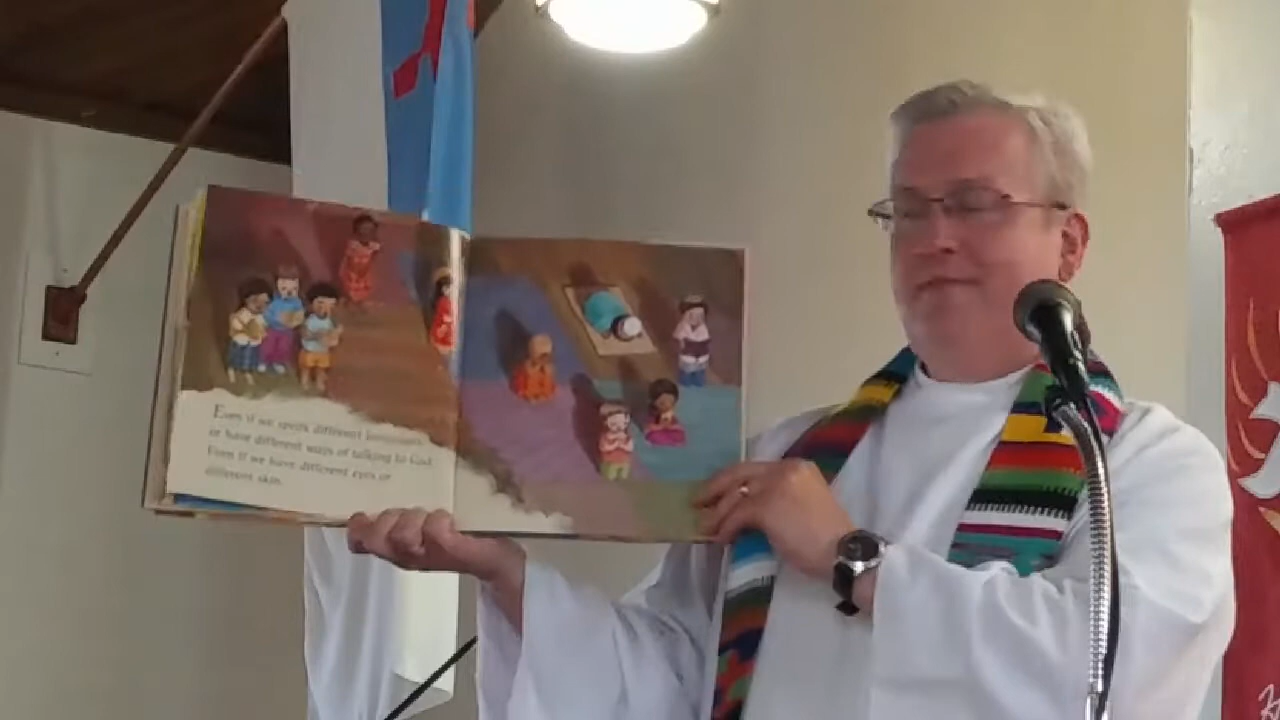 Even if we speak different languages
or have different ways of talking to God.
Even if we have different eyes or
different skin.